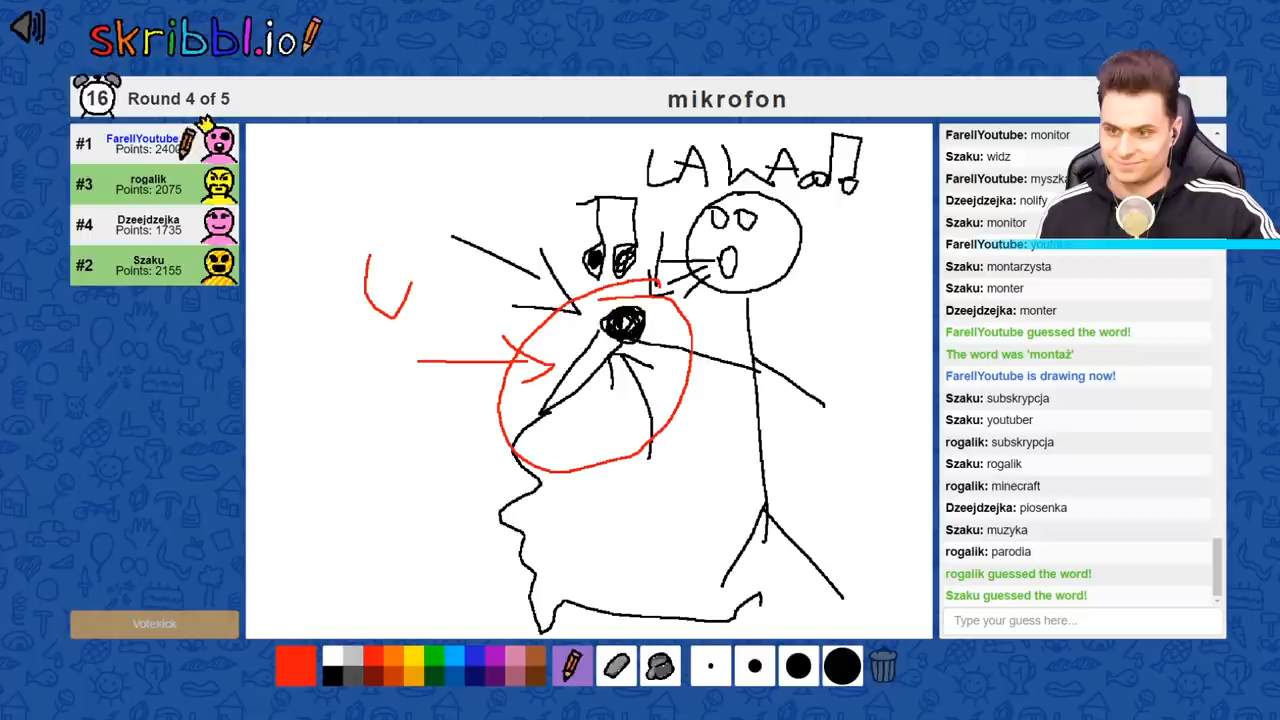 skribbl.io
16 Round 4 of 5
mikrofon
#1 FarellYoutube
Points: 2400
#3 rogalik
Points: 2075
#4 Dzeejdzejka
Points: 1735
#2 Szaku
Points: 2155
Votekick
LALA
FarellYoutube: monitor
Szaku: widz
FarellYoutube: myszka
Dzeejdzejka: nolify
Szaku: monitor
FarellYoutube:
Szaku: montarzysta
Szaku: monter
Dzeejdzejka: monter
FarellYoutube guessed the word!
The word was 'montaż'
FarellYoutube is drawing now!
Szaku: subskrypcja
Szaku: youtuber
rogalik: subskrypcja
Szaku: rogalik
rogalik: minecraft
Dzeejdzejka: piosenka
Szaku: muzyka
rogalik: parodia
rogalik guessed the word!
Szaku guessed the word!
Type your guess here...